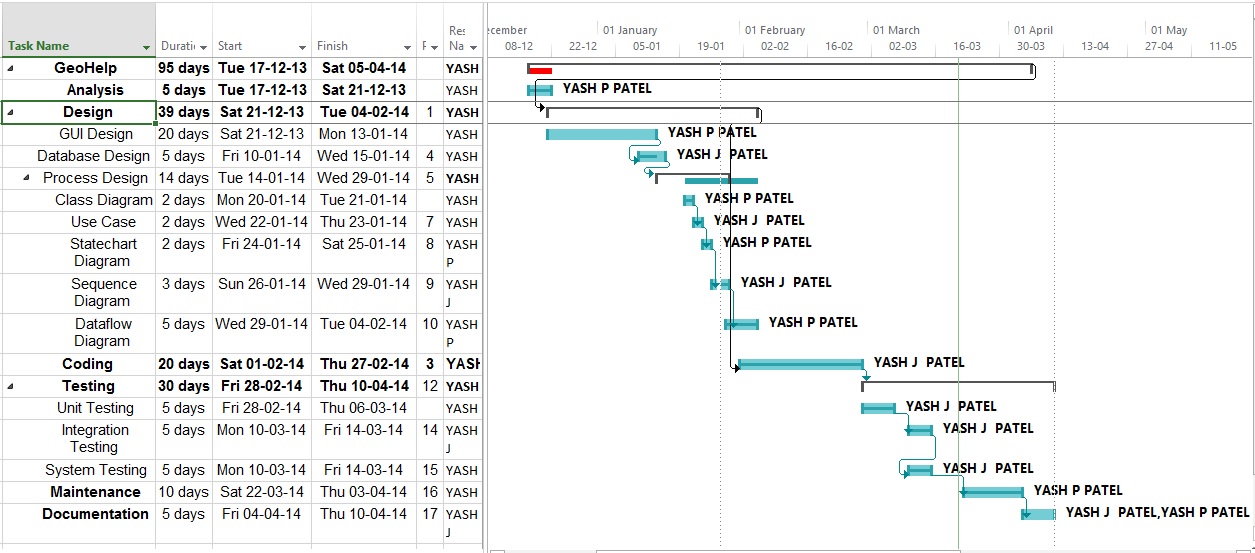 ecember 01 January 01 February 01 March 01 April 01 May
Task Name Duratic Start Finish F Res Na 08-12 22-12 05-01 19-01 02-02 16-02 02-03 16-03 30-03 13-04 27-04 11-05
GeoHelp 95 days Tue 17-12-13 Sat 05-04-14 YASH
Analysis 5 days Tue 17-12-13 Sat 21-12-13 YASH YASH P PATEL
Design 39 days Sat 21-12-13 Tue 04-02-14 1 YASH
GUI Design 20 days Sat 21-12-13 Mon 13-01-14 YASH YASH P PATEL
Database Design 5 days Fri 10-01-14 Wed 15-01-14 4 YASH YASH J PATEL
Process Design 14 days Tue 14-01-14 Wed 29-01-14 5 YASH
Class Diagram 2 days Mon 20-01-14 Tue 21-01-14 YASH YASH P PATEL
Use Case 2 days Wed 22-01-14 Thu 23-01-14 7 YASH YASH J PATEL
Statechart 2 days Fri 24-01-14 Sat 25-01-14 8 YASH YASH P PATEL
Diagram P
Sequence 3 days Sun 26-01-14 Wed 29-01-14 9 YASH YASH J PATEL
Diagram J
Dataflow 5 days Wed 29-01-14 Tue 04-02-14 10 YASH YASH P PATEL
Diagram P
Coding 20 days Sat 01-02-14 Thu 27-02-14 3 YASH YASH J PATEL
Testing 30 days Fri 28-02-14 Thu 10-04-14 12 YASH
Unit Testing 5 days Fri 28-02-14 Thu 06-03-14 YASH YASH J PATEL
Integration 5 days Mon 10-03-14 Fri 14-03-14 14 YASH YASH J PATEL
Testing J
System Testing 5 days Mon 10-03-14 Fri 14-03-14 15 YASH YASH J PATEL
Maintenance 10 days Sat 22-03-14 Thu 03-04-14 16 YASH YASH P PATEL
Documentation 5 days Fri 04-04-14 Thu 10-04-14 17 YASH YASH J PATEL,YASH P PATEL
J